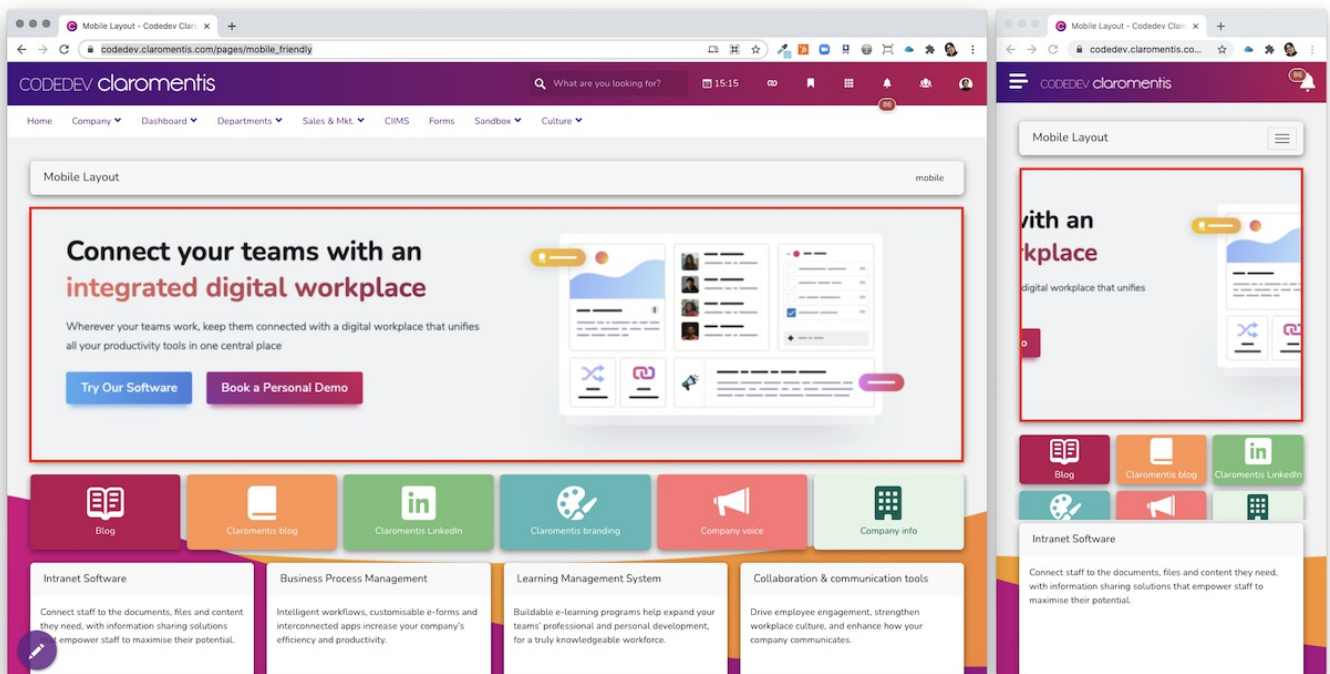 Mobile Layout - Codedev Clar
codedev.claromentis.com/pages/mobile_friendly
CODEDEV claromentis
What are you looking for?
15:15
86
Home Company Dashboard Departments Sales & Mkt. CIIMS Forms Sandbox Culture
Mobile Layout
mobile
Connect your teams with an
integrated digital workplace
Wherever your teams work, keep them connected with a digital workplace that unifies
all your productivity tools in one central place
Try Our Software
Book a Personal Demo
Blog
Claromentis blog
Claromentis LinkedIn
Claromentis branding
Company voice
Company info
Intranet Software
Connect staff to the documents, files and content
they need, with information sharing solutions
that empower staff to maximise their potential.
Business Process Management
Intelligent workflows, customisable e-forms and
interconnected apps increase your company's
efficiency and productivity.
Learning Management System
Buildable e-learning programs help expand your
teams' professional and personal development,
for a truly knowledgeable workforce.
Collaboration & communication tools
Drive employee engagement, strengthen
workplace culture, and enhance how your
company communicates.
Mobile Layout - Codedev Clar
codedev.claromentis.co...
CODEDEV claromentis
86
Mobile Layout
with an
rkplace
digital workplace that unifies
o
Blog
Claromentis blog
Claromentis LinkedIn
Intranet Software
Connect staff to the documents, files and content they need,
with information sharing solutions that empower staff to
maximise their potential.